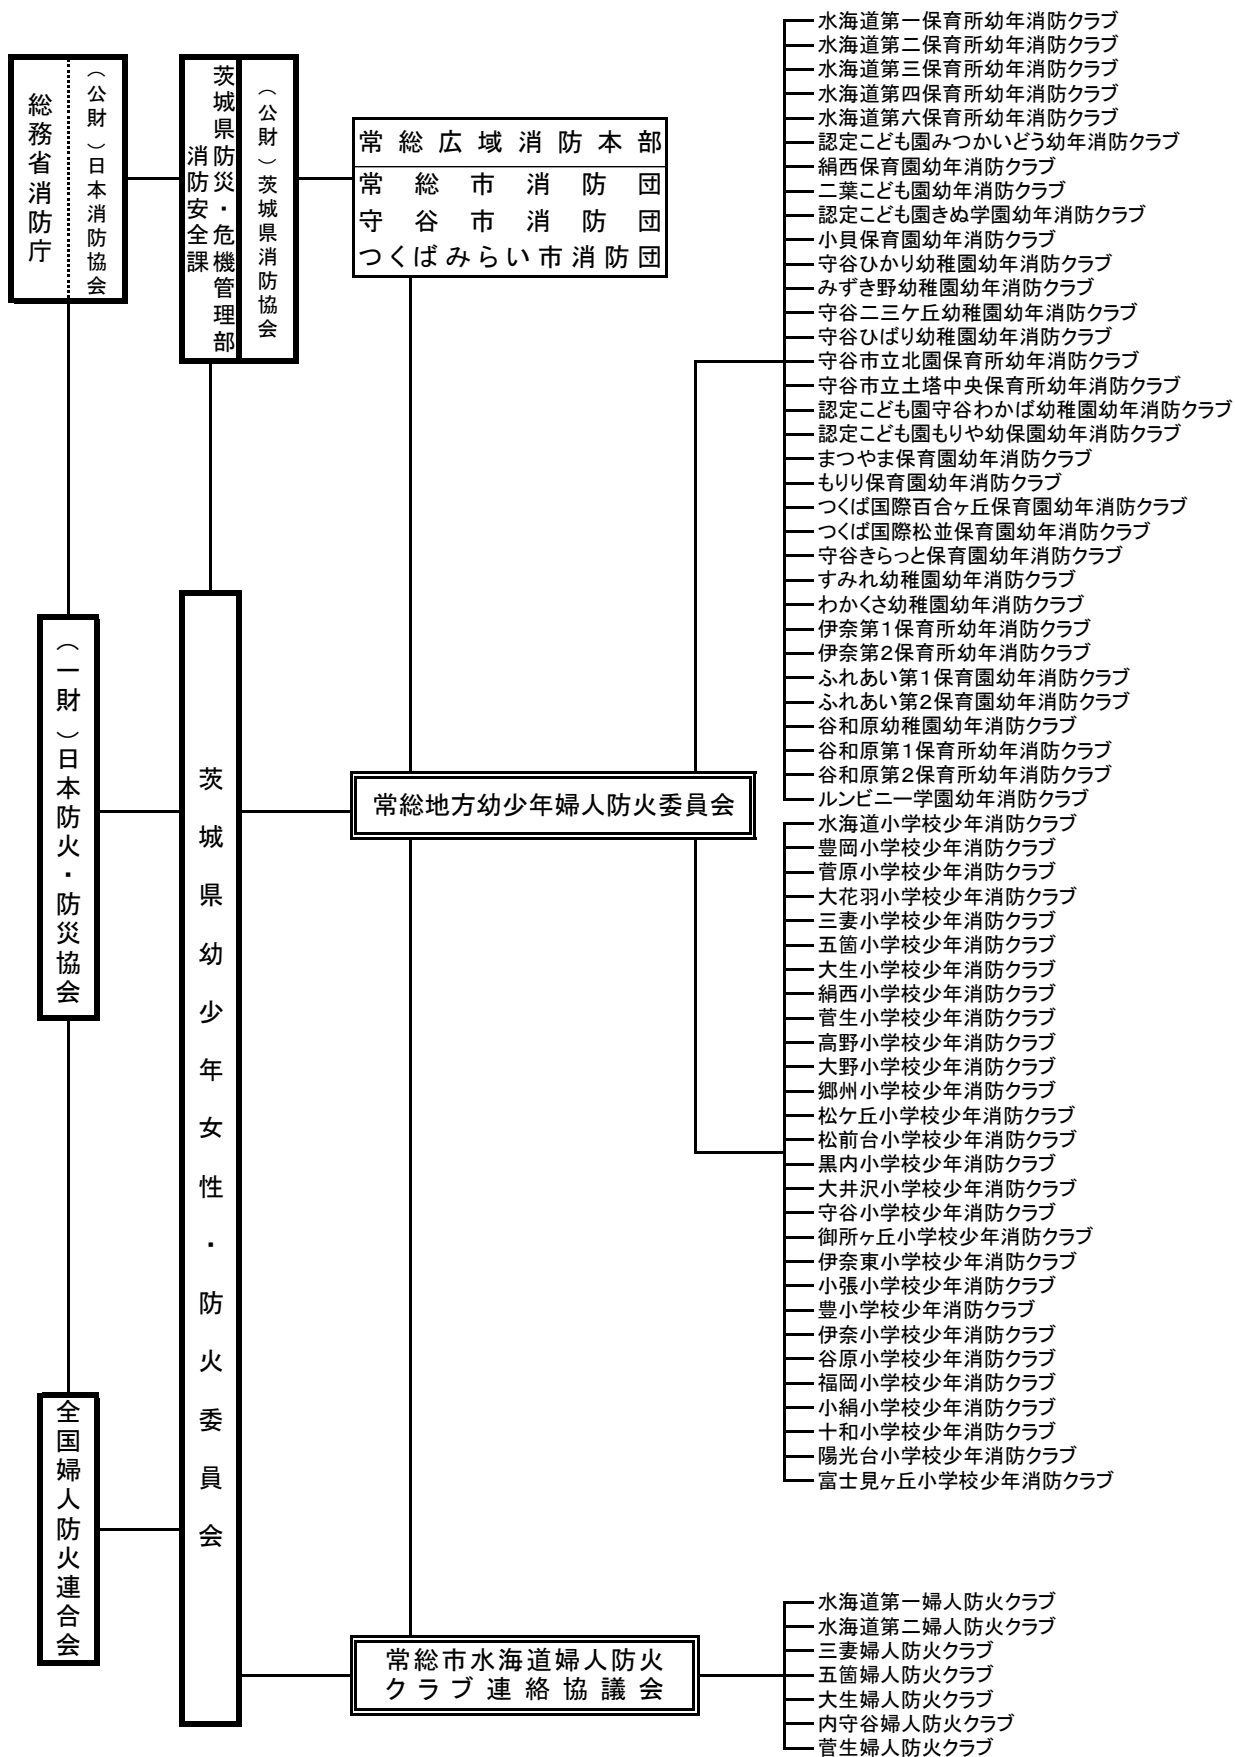 総務省消防庁
（公財）日本消防協会
茨城県防災・危機管理部
消防安全課
（公財）茨城県消防協会
常総広域消防本部
常総市消防団
守谷市消防団
つくばみらい市消防団
（一財）日本防火・防災協会
全国婦人防火連合会
茨城県幼少年女性・防火委員会
常総地方幼少年婦人防火委員会
常総市水海道婦人防火
クラブ連絡協議会
水海道第一保育所幼年消防クラブ
水海道第二保育所幼年消防クラブ
水海道第三保育所幼年消防クラブ
水海道第四保育所幼年消防クラブ
水海道第六保育所幼年消防クラブ
認定こども園みつかいどう幼年消防クラブ
絹西保育園幼年消防クラブ
二葉こども園幼年消防クラブ
認定こども園きぬ学園幼年消防クラブ
小貝保育園幼年消防クラブ
守谷ひかり幼稚園幼年消防クラブ
みずき野幼稚園幼年消防クラブ
守谷二三ケ丘幼稚園幼年消防クラブ
守谷ひばり幼稚園幼年消防クラブ
守谷市立北園保育所幼年消防クラブ
守谷市立土塔中央保育所幼年消防クラブ
認定こども園守谷わかば幼稚園幼年消防クラブ
認定こども園もりや幼保園幼年消防クラブ
まつやま保育園幼年消防クラブ
もりり保育園幼年消防クラブ
つくば国際百合ヶ丘保育園幼年消防クラブ
つくば国際松並保育園幼年消防クラブ
守谷きらっと保育園幼年消防クラブ
すみれ幼稚園幼年消防クラブ
わかくさ幼稚園幼年消防クラブ
伊奈第1保育所幼年消防クラブ
伊奈第2保育所幼年消防クラブ
ふれあい第1保育園幼年消防クラブ
ふれあい第2保育園幼年消防クラブ
谷和原幼稚園幼年消防クラブ
谷和原第1保育所幼年消防クラブ
谷和原第2保育所幼年消防クラブ
ルンビニー学園幼年消防クラブ
水海道小学校少年消防クラブ
豊岡小学校少年消防クラブ
菅原小学校少年消防クラブ
大花羽小学校少年消防クラブ
三妻小学校少年消防クラブ
五箇小学校少年消防クラブ
大生小学校少年消防クラブ
絹西小学校少年消防クラブ
菅生小学校少年消防クラブ
高野小学校少年消防クラブ
大野小学校少年消防クラブ
郷州小学校少年消防クラブ
松ケ丘小学校少年消防クラブ
松前台小学校少年消防クラブ
黒内小学校少年消防クラブ
大井沢小学校少年消防クラブ
守谷小学校少年消防クラブ
御所ヶ丘小学校少年消防クラブ
伊奈東小学校少年消防クラブ
小張小学校少年消防クラブ
豊小学校少年消防クラブ
伊奈小学校少年消防クラブ
谷原小学校少年消防クラブ
福岡小学校少年消防クラブ
小絹小学校少年消防クラブ
十和小学校少年消防クラブ
陽光台小学校少年消防クラブ
富士見ヶ丘小学校少年消防クラブ
水海道第一婦人防火クラブ
水海道第二婦人防火クラブ
三妻婦人防火クラブ
五箇婦人防火クラブ
大生婦人防火クラブ
内守谷婦人防火クラブ
菅生婦人防火クラブ